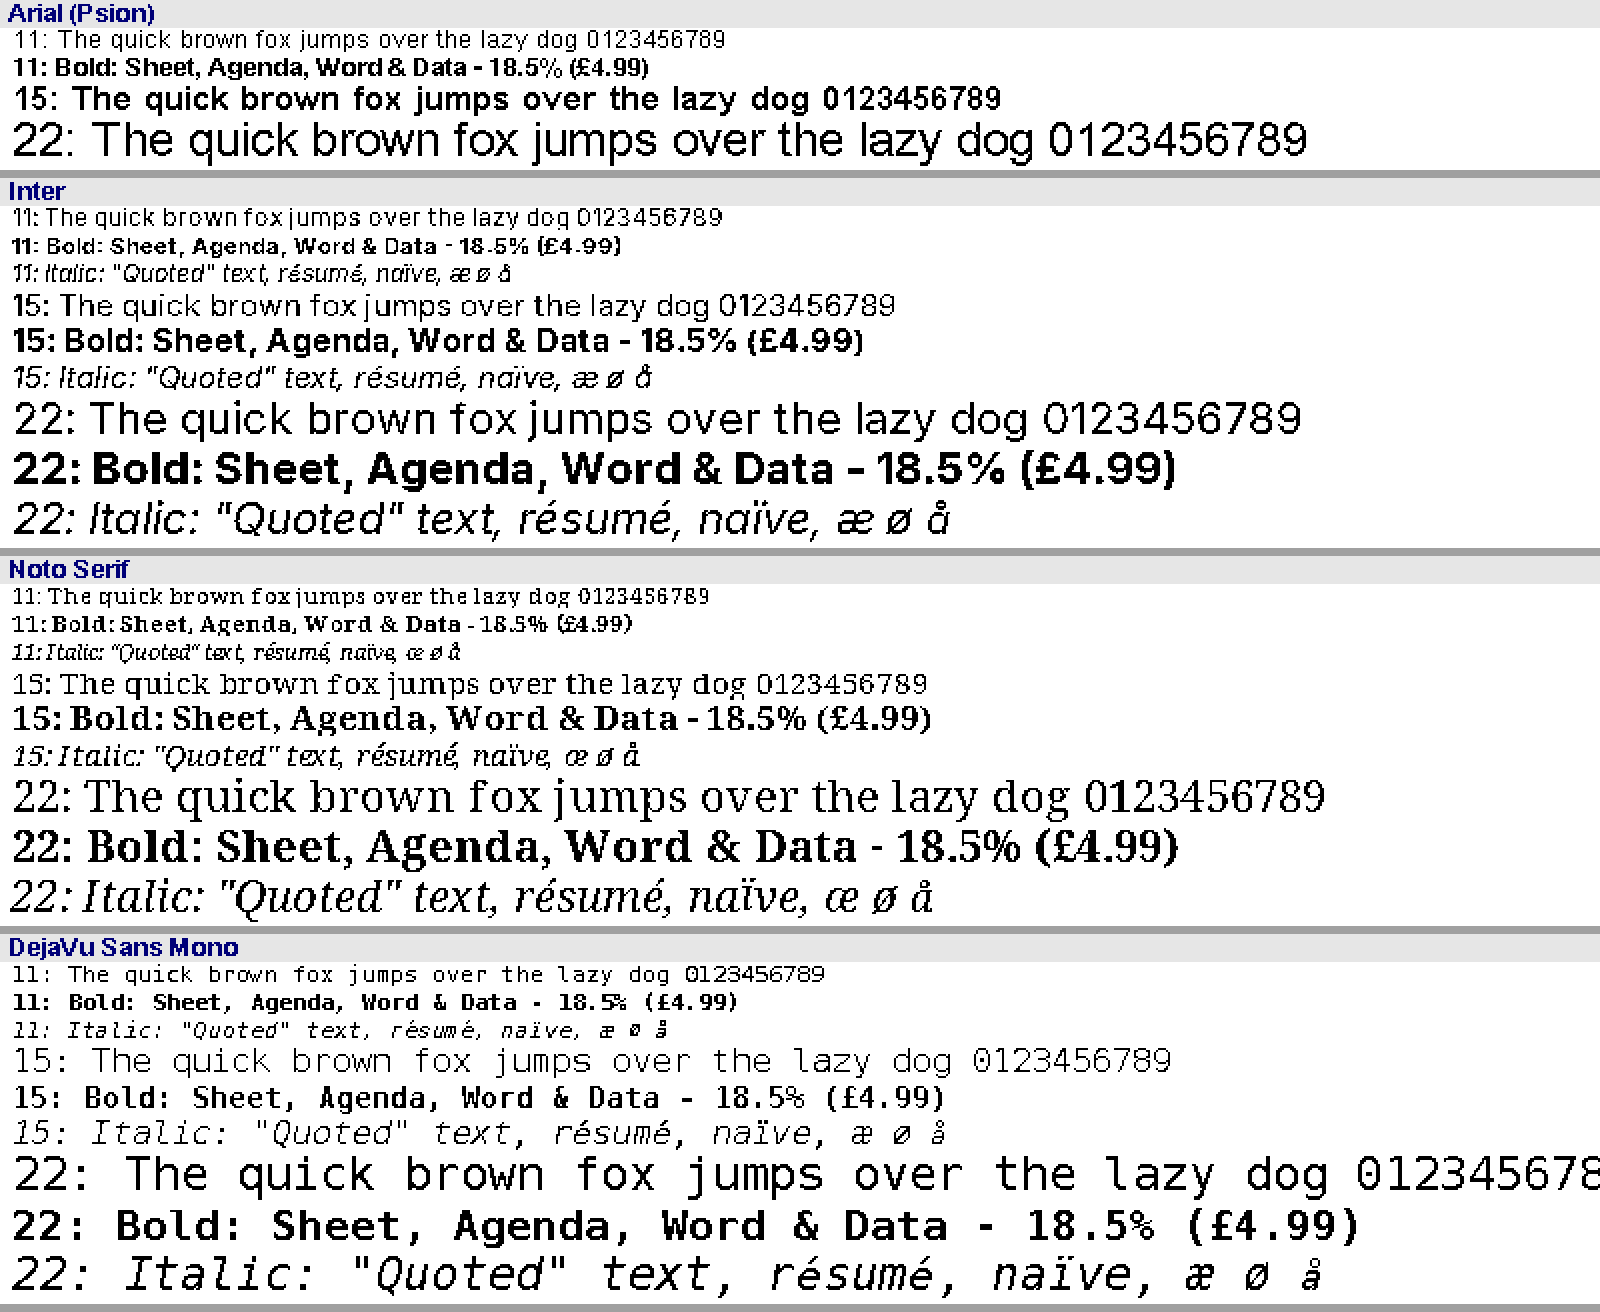 Arial (Psion)
11: The quick brown fox jumps over the lazy dog 0123456789
11: Bold: Sheet, Agenda, Word & Data - 18.5% (£4.99)
15: The quick brown fox jumps over the lazy dog 0123456789
22: The quick brown fox jumps over the lazy dog 0123456789
Inter
11: The quick brown fox jumps over the lazy dog 0123456789
11: Bold: Sheet, Agenda, Word & Data - 18.5% (£4.99)
11: Italic: "Quoted" text, résumé, naïve, æ ø å
15: The quick brown fox jumps over the lazy dog 0123456789
15: Bold: Sheet, Agenda, Word & Data - 18.5% (£4.99)
15: Italic: "Quoted" text, résumé, naïve, æ ø å
22: The quick brown fox jumps over the lazy dog 0123456789
22: Bold: Sheet, Agenda, Word & Data - 18.5% (£4.99)
22: Italic: "Quoted" text, résumé, naïve, æ ø å
Noto Serif
11: The quick brown fox jumps over the lazy dog 0123456789
11: Bold: Sheet, Agenda, Word & Data - 18.5% (£4.99)
11: Italic: "Quoted" text, résumé, naïve, æ ø å
15: The quick brown fox jumps over the lazy dog 0123456789
15: Bold: Sheet, Agenda, Word & Data - 18.5% (£4.99)
15: Italic: "Quoted" text, résumé, naïve, æ ø å
22: The quick brown fox jumps over the lazy dog 0123456789
22: Bold: Sheet, Agenda, Word & Data - 18.5% (£4.99)
22: Italic: "Quoted" text, résumé, naïve, æ ø å
DejaVu Sans Mono
11: The quick brown fox jumps over the lazy dog 0123456789
11: Bold: Sheet, Agenda, Word & Data - 18.5% (£4.99)
11: Italic: "Quoted" text, résumé, naïve, æ ø å
15: The quick brown fox jumps over the lazy dog 0123456789
15: Bold: Sheet, Agenda, Word & Data - 18.5% (£4.99)
15: Italic: "Quoted" text, résumé, naïve, æ ø å
22: The quick brown fox jumps over the lazy dog 012345678
22: Bold: Sheet, Agenda, Word & Data - 18.5% (£4.99)
22: Italic: "Quoted" text, résumé, naïve, æ ø å